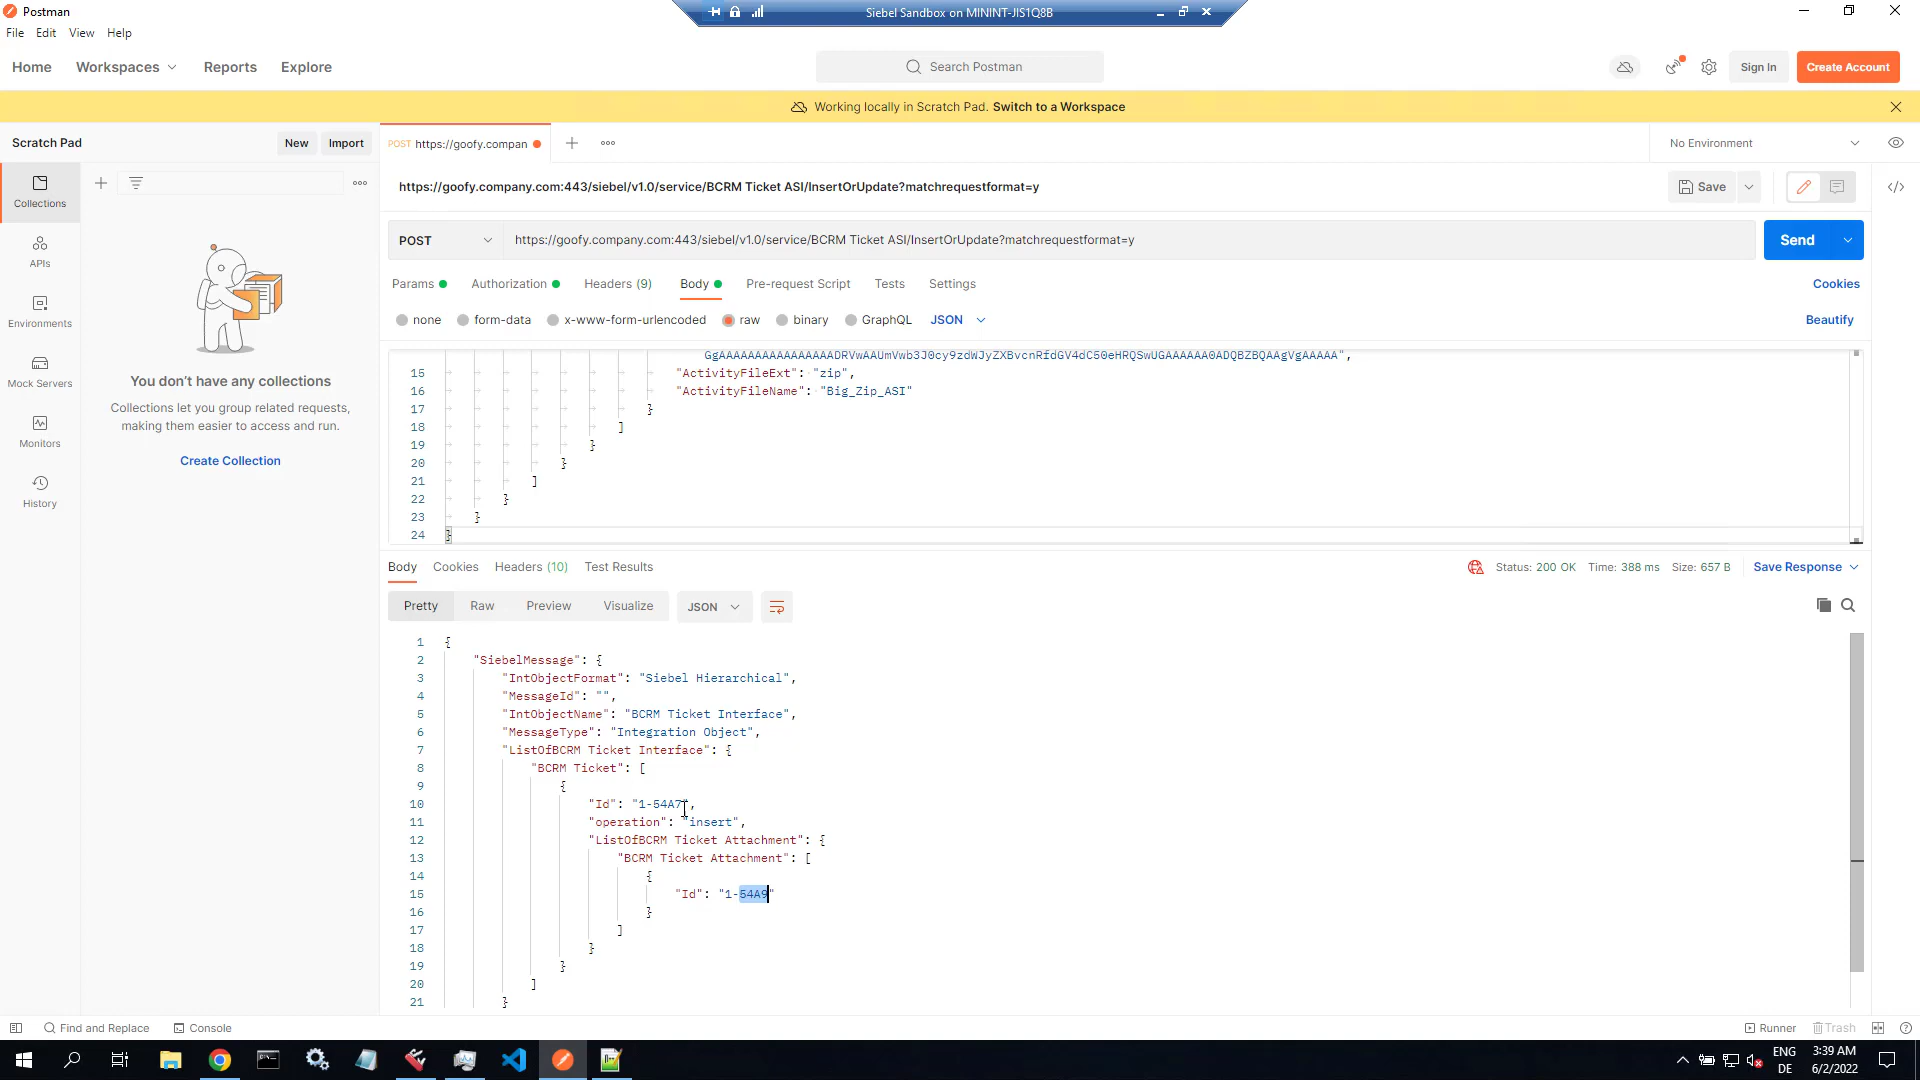 Postman
Siebel Sandbox on MININT-JIS1Q8B
File Edit View Help
Home Workspaces Reports Explore
Search Postman
Sign In
Create Account
Working locally in Scratch Pad. Switch to a Workspace
Scratch Pad
New
Import
POST https://goofy.compan
No Environment
Collections
APIs
Environments
Mock Servers
Monitors
History
You don't have any collections
Collections let you group related requests,
making them easier to access and run.
Create Collection
https://goofy.company.com:443/siebel/v1.0/service/BCRM Ticket ASI/InsertOrUpdate?matchrequestformat=y
Save
POST
https://goofy.company.com:443/siebel/v1.0/service/BCRM Ticket ASI/InsertOrUpdate?matchrequestformat=y
Send
Params Authorization Headers (9) Body Pre-request Script Tests Settings
Cookies
none form-data x-www-form-urlencoded raw binary GraphQL JSON
Beautify
15 "ActivityFileExt": "zip",
16 "ActivityFileName": "Big_Zip_ASI"
17 }
18 ]
19 }
20 }
21 ]
22 }
23 }
24 }
Body Cookies Headers (10) Test Results
Status: 200 OK Time: 388 ms Size: 657 B Save Response
Pretty Raw Preview Visualize JSON
1 {
2 "SiebelMessage": {
3 "IntObjectFormat": "Siebel Hierarchical",
4 "MessageId": "",
5 "IntObjectName": "BCRM Ticket Interface",
6 "MessageType": "Integration Object",
7 "ListOfBCRM Ticket Interface": {
8 "BCRM Ticket": [
9 {
10 "Id": "1-54A7",
11 "operation": "insert",
12 "ListOfBCRM Ticket Attachment": {
13 "BCRM Ticket Attachment": [
14 {
15 "Id": "1-54A9"
16 }
17 ]
18 }
19 }
20 ]
21 }
Find and Replace Console
Runner Trash
ENG
DE
3:39 AM
6/2/2022